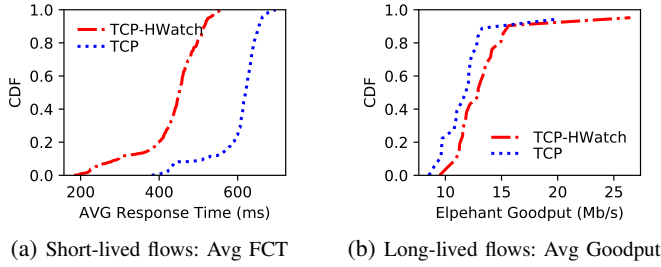 1.0
0.8
0.6
0.4
0.2
0.0
CDF
TCP-HWatch
TCP
200 400 600
AVG Response Time (ms)
(a) Short-lived flows: Avg FCT
1.0
0.8
0.6
0.4
0.2
0.0
CDF
TCP-HWatch
TCP
10 15 20 25
Elpehant Goodput (Mb/s)
(b) Long-lived flows: Avg Goodput